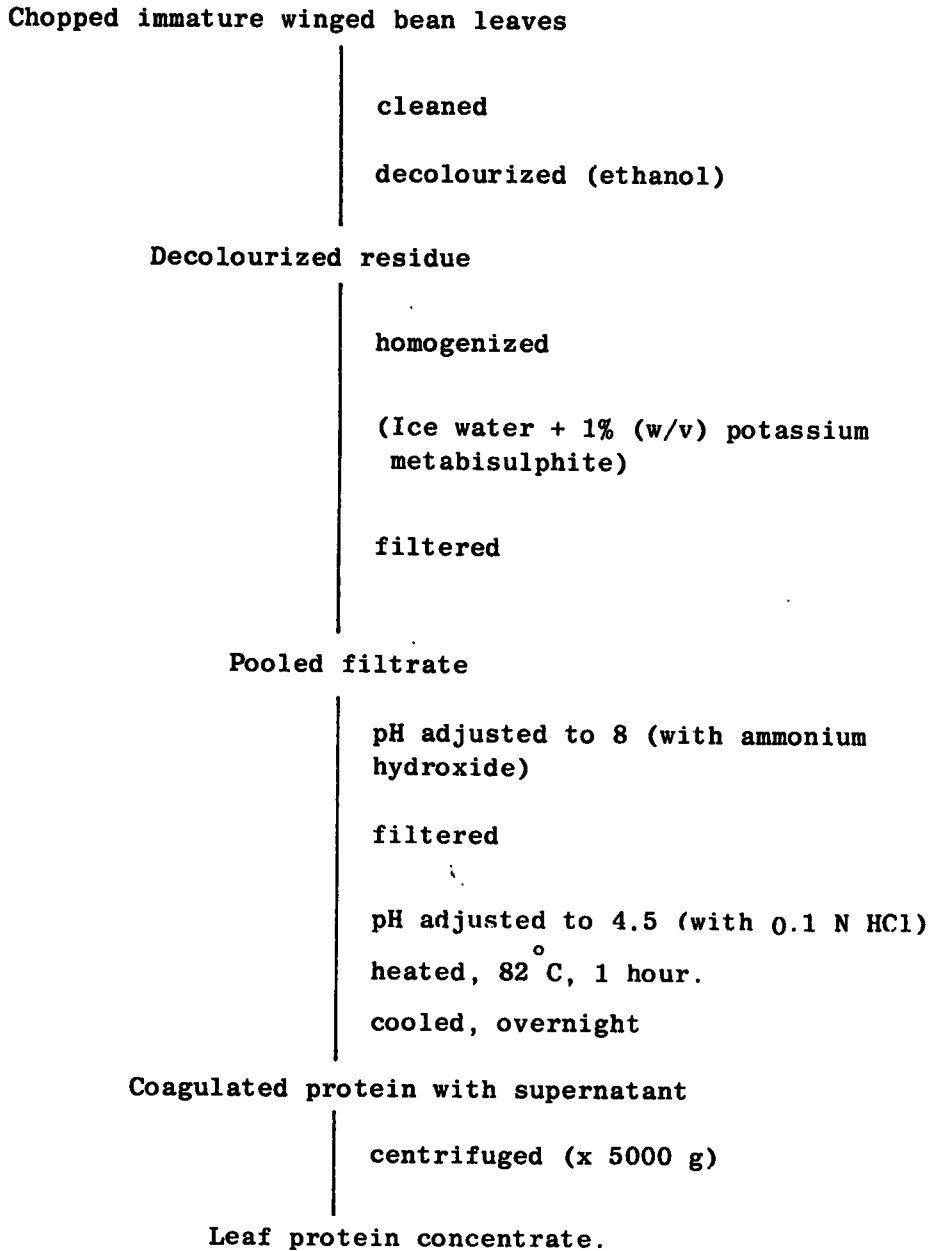 Chopped immature winged bean leaves
cleaned
decolourized (ethanol)
Decolourized residue
homogenized
(Ice water + 1% (w/v) potassium
metabisulphite)
filtered
Pooled filtrate
pH adjusted to 8 (with ammonium
hydroxide)
filtered
pH adjusted to 4.5 (with 0.1 N HCl)
heated, 82°C, 1 hour.
cooled, overnight
Coagulated protein with supernatant
centrifuged (x 5000 g)
Leaf protein concentrate.